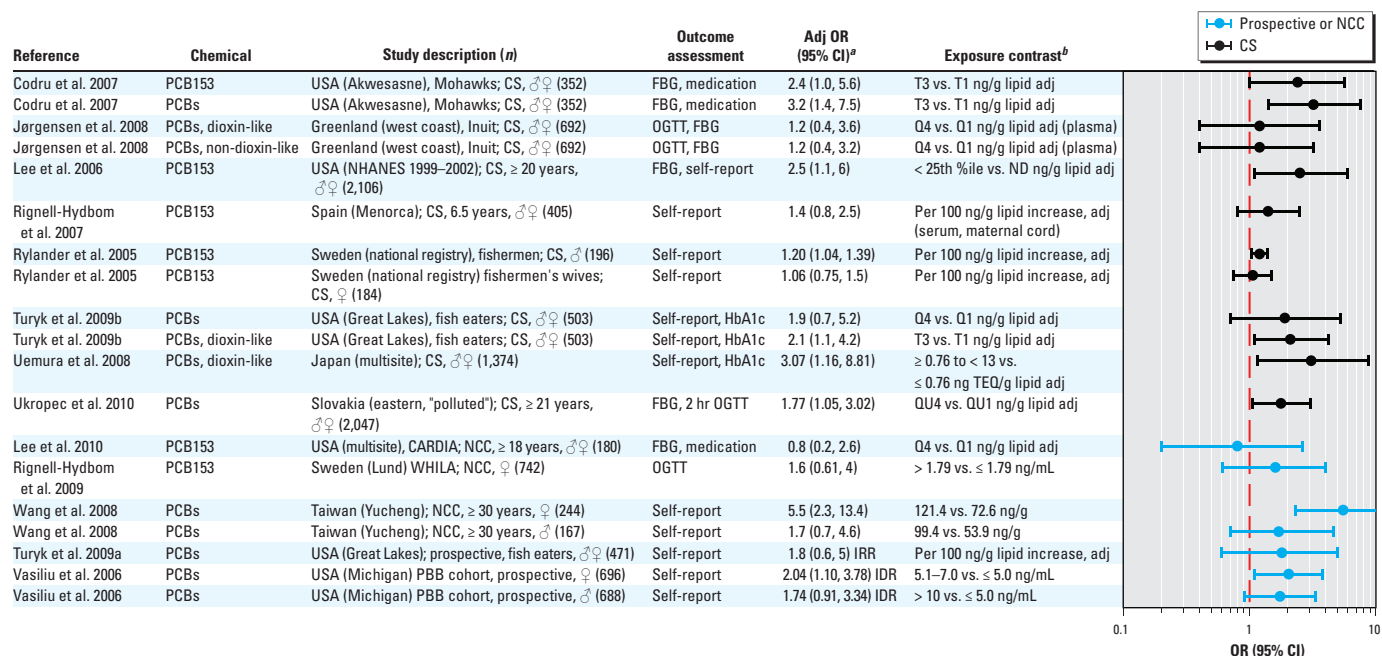 Prospective or NCC
CS
Reference Chemical Study description (n) Outcome assessment Adj OR (95% CI)a Exposure contrastb
Codru et al. 2007 PCB153 USA (Akwesasne), Mohawks; CS, ♂♀ (352) FBG, medication 2.4 (1.0, 5.6) T3 vs. T1 ng/g lipid adj
Codru et al. 2007 PCBs USA (Akwesasne), Mohawks; CS, ♂♀ (352) FBG, medication 3.2 (1.4, 7.5) T3 vs. T1 ng/g lipid adj
Jørgensen et al. 2008 PCBs, dioxin-like Greenland (west coast), Inuit; CS, ♂♀ (692) OGTT, FBG 1.2 (0.4, 3.6) Q4 vs. Q1 ng/g lipid adj (plasma)
Jørgensen et al. 2008 PCBs, non-dioxin-like Greenland (west coast), Inuit; CS, ♂♀ (692) OGTT, FBG 1.2 (0.4, 3.2) Q4 vs. Q1 ng/g lipid adj (plasma)
Lee et al. 2006 PCB153 USA (NHANES 1999–2002); CS, ≥ 20 years, FBG, self-report 2.5 (1.1, 6) < 25th %ile vs. ND ng/g lipid adj
♂♀ (2,106)
Rignell-Hydbom PCB153 Spain (Menorca); CS, 6.5 years, ♂♀ (405) Self-report 1.4 (0.8, 2.5) Per 100 ng/g lipid increase, adj
et al. 2007 (serum, maternal cord)
Rylander et al. 2005 PCB153 Sweden (national registry), fishermen; CS, ♂ (196) Self-report 1.20 (1.04, 1.39) Per 100 ng/g lipid increase, adj
Rylander et al. 2005 PCB153 Sweden (national registry) fishermen's wives; Self-report 1.06 (0.75, 1.5) Per 100 ng/g lipid increase, adj
CS, ♀ (184)
Turyk et al. 2009b PCBs USA (Great Lakes), fish eaters; CS, ♂♀ (503) Self-report, HbA1c 1.9 (0.7, 5.2) Q4 vs. Q1 ng/g lipid adj
Turyk et al. 2009b PCBs, dioxin-like USA (Great Lakes), fish eaters; CS, ♂♀ (503) Self-report, HbA1c 2.1 (1.1, 4.2) T3 vs. T1 ng/g lipid adj
Uemura et al. 2008 PCBs, dioxin-like Japan (multisite); CS, ♂♀ (1,374) Self-report, HbA1c 3.07 (1.16, 8.81) ≥ 0.76 to < 13 vs.
≤ 0.76 ng TEQ/g lipid adj
Ukropec et al. 2010 PCBs Slovakia (eastern, "polluted"); CS, ≥ 21 years, FBG, 2 hr OGTT 1.77 (1.05, 3.02) QU4 vs. QU1 ng/g lipid adj
♂♀ (2,047)
Lee et al. 2010 PCB153 USA (multisite), CARDIA; NCC, ≥ 18 years, ♂♀ (180) FBG, medication 0.8 (0.2, 2.6) Q4 vs. Q1 ng/g lipid adj
Rignell-Hydbom PCB153 Sweden (Lund) WHILA; NCC, ♀ (742) OGTT 1.6 (0.61, 4) > 1.79 vs. ≤ 1.79 ng/mL
et al. 2009
Wang et al. 2008 PCBs Taiwan (Yucheng); NCC, ≥ 30 years, ♀ (244) Self-report 5.5 (2.3, 13.4) 121.4 vs. 72.6 ng/g
Wang et al. 2008 PCBs Taiwan (Yucheng); NCC, ≥ 30 years, ♂ (167) Self-report 1.7 (0.7, 4.6) 99.4 vs. 53.9 ng/g
Turyk et al. 2009a PCBs USA (Great Lakes); prospective, fish eaters, ♂♀ (471) Self-report 1.8 (0.6, 5) IRR Per 100 ng/g lipid increase, adj
Vasiliu et al. 2006 PCBs USA (Michigan) PBB cohort, prospective, ♀ (696) Self-report 2.04 (1.10, 3.78) IDR 5.1–7.0 vs. ≤ 5.0 ng/mL
Vasiliu et al. 2006 PCBs USA (Michigan) PBB cohort, prospective, ♂ (688) Self-report 1.74 (0.91, 3.34) IDR > 10 vs. ≤ 5.0 ng/mL
0.1 1 10
OR (95% CI)